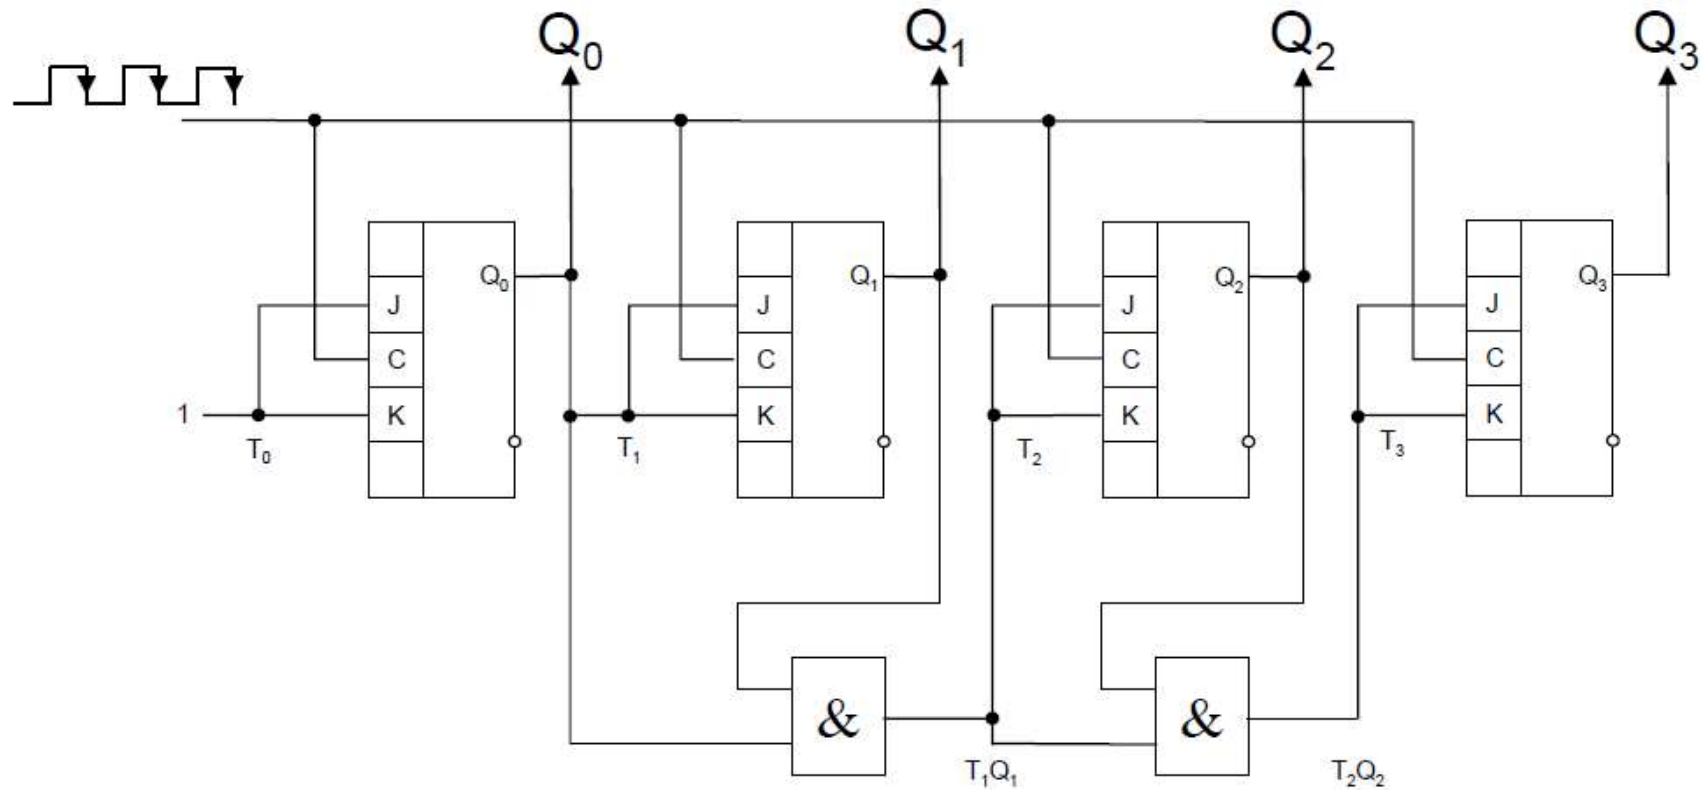 Q₀ Q₁ Q₂ Q₃
Q₀ Q₁ Q₂ Q₃
J J J J
C C C C
1 K K K K
T₀ T₁ T₂ T₃
& &
T₁Q₁ T₂Q₂